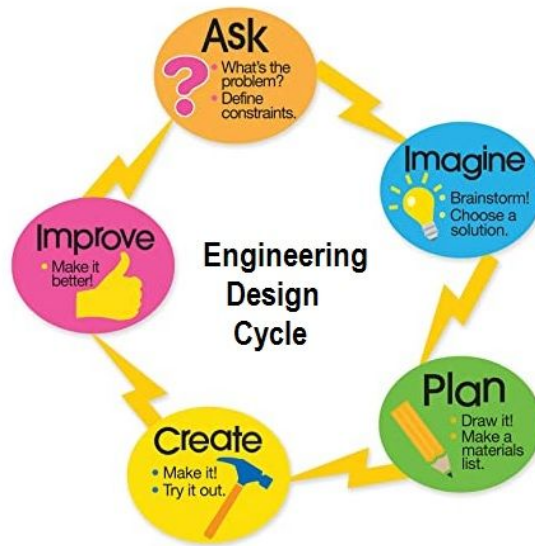 Ask
• What's the
problem?
• Define
constraints.
Imagine
• Brainstorm!
• Choose a
solution.
Plan
• Draw it!
• Make a
materials
list.
Create
• Make it!
• Try it out.
Improve
• Make it
better!
Engineering
Design
Cycle